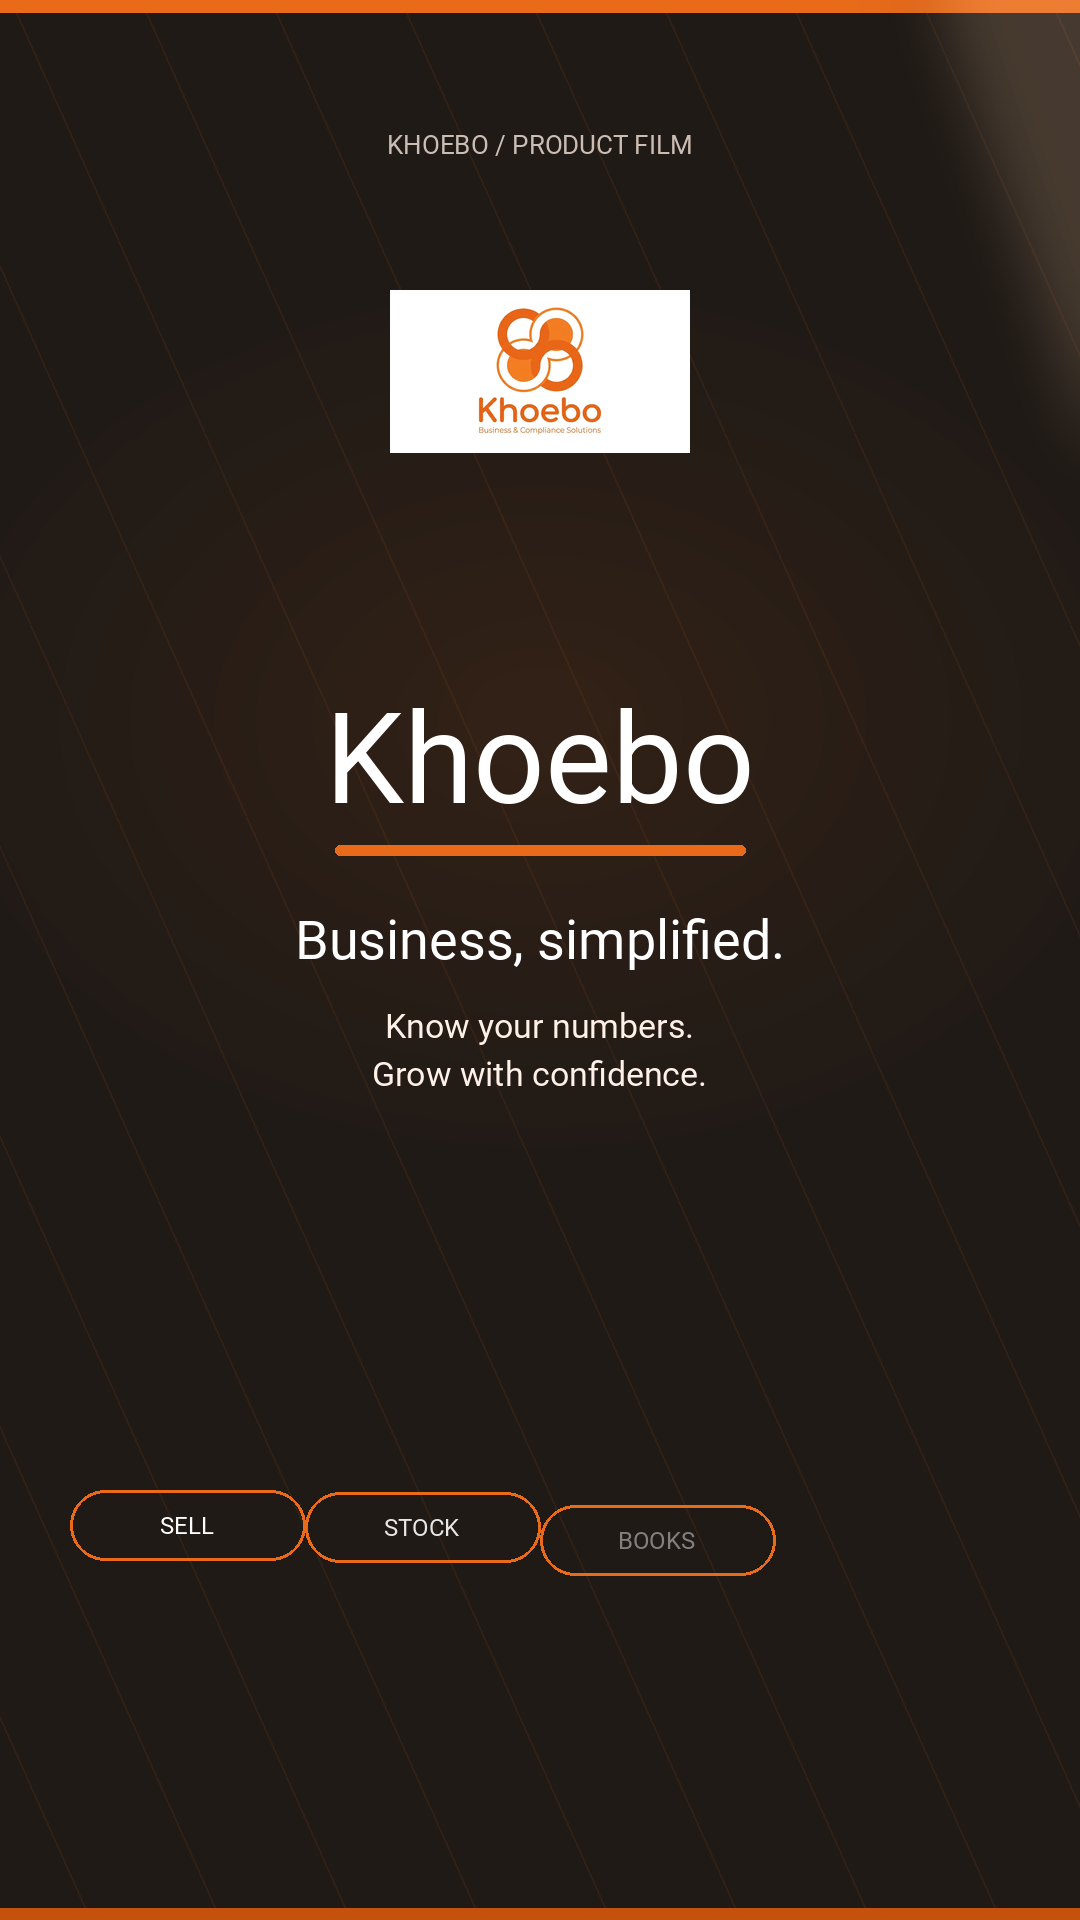 KHOEBO / PRODUCT FILM
Khoebo
Business & Compliance Solutions
Khoebo
Business, simplified.
Know your numbers.
Grow with confidence.
SELL
STOCK
BOOKS